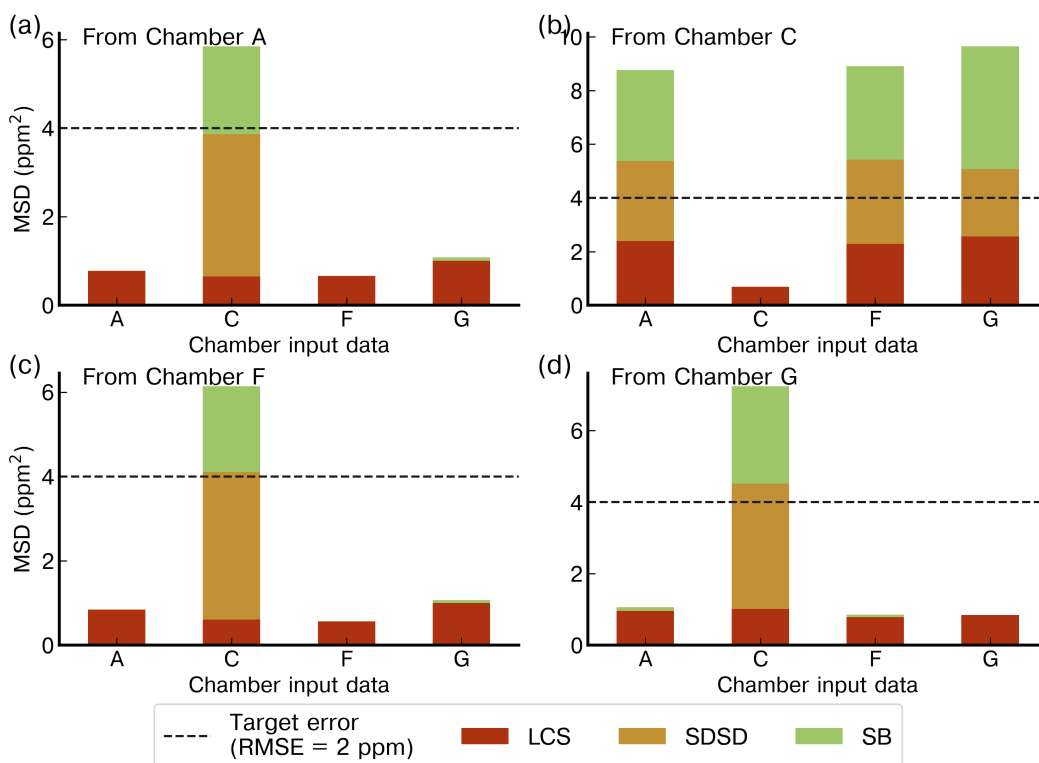 (a) From Chamber A
6
4
2
0
MSD (ppm²)
A C F G
Chamber input data
(b) From Chamber C
10
8
6
4
2
0
A C F G
Chamber input data
(c) From Chamber F
6
4
2
0
MSD (ppm²)
A C F G
Chamber input data
(d) From Chamber G
6
4
2
0
A C F G
Chamber input data
Target error
(RMSE = 2 ppm)
LCS
SDSD
SB